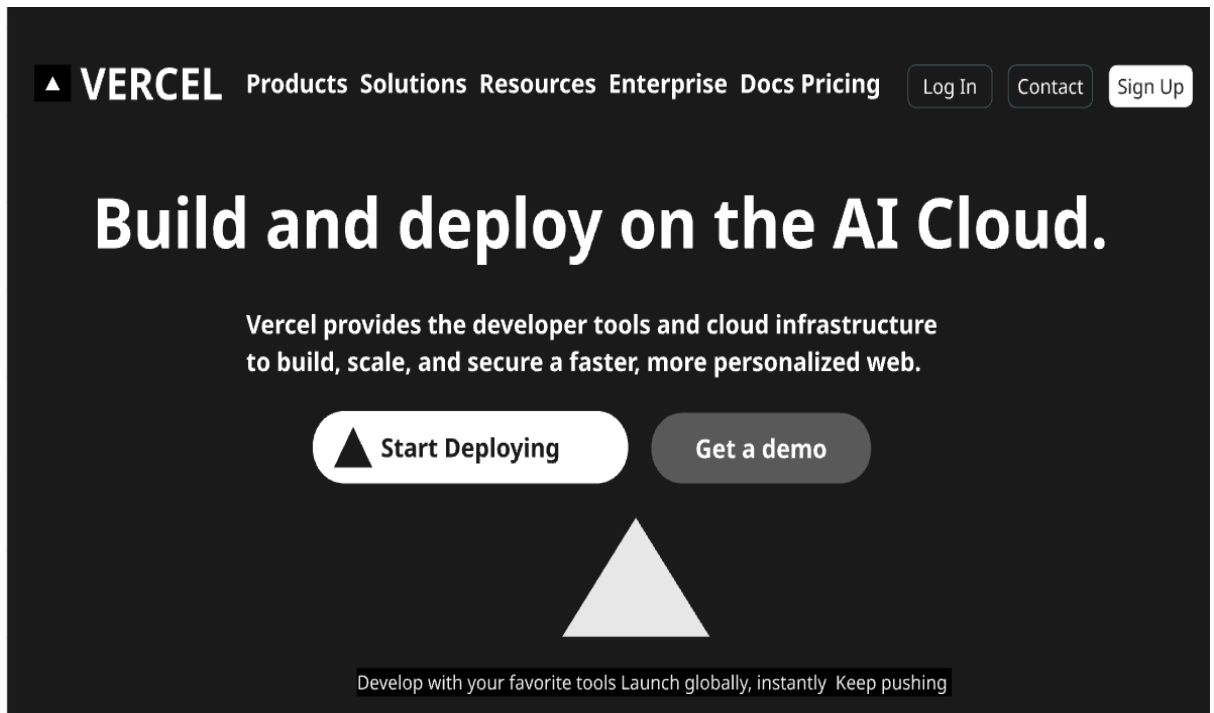 VERCEL Products Solutions Resources Enterprise Docs Pricing Log In Contact Sign Up
Build and deploy on the AI Cloud.
Vercel provides the developer tools and cloud infrastructure
to build, scale, and secure a faster, more personalized web.
Start Deploying Get a demo
Develop with your favorite tools Launch globally, instantly Keep pushing